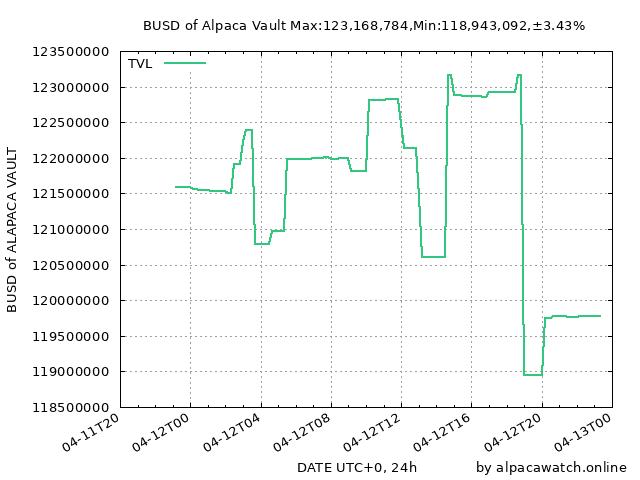 BUSD of Alpaca Vault Max:123,168,784,Min:118,943,092,±3.43%
TVL
123500000
123000000
122500000
122000000
121500000
121000000
120500000
120000000
119500000
119000000
118500000
BUSD of ALAPACA VAULT
04-11T20
04-12T00
04-12T04
04-12T08
04-12T12
04-12T16
04-12T20
04-13T00
DATE UTC+0, 24h
by alpacawatch.online